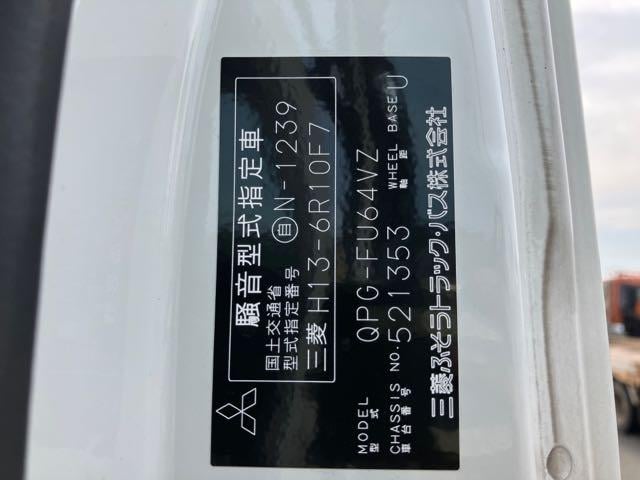 騒音型式指定車
国土交通省
型式指定番号 自 N-1239
三菱 H13-6R10F7
MODEL
型式 QPG-FU64VZ
CHASSIS NO. 521353 WHEEL BASE U
車台番号 軸距
三菱ふそうトラック・バス株式会社